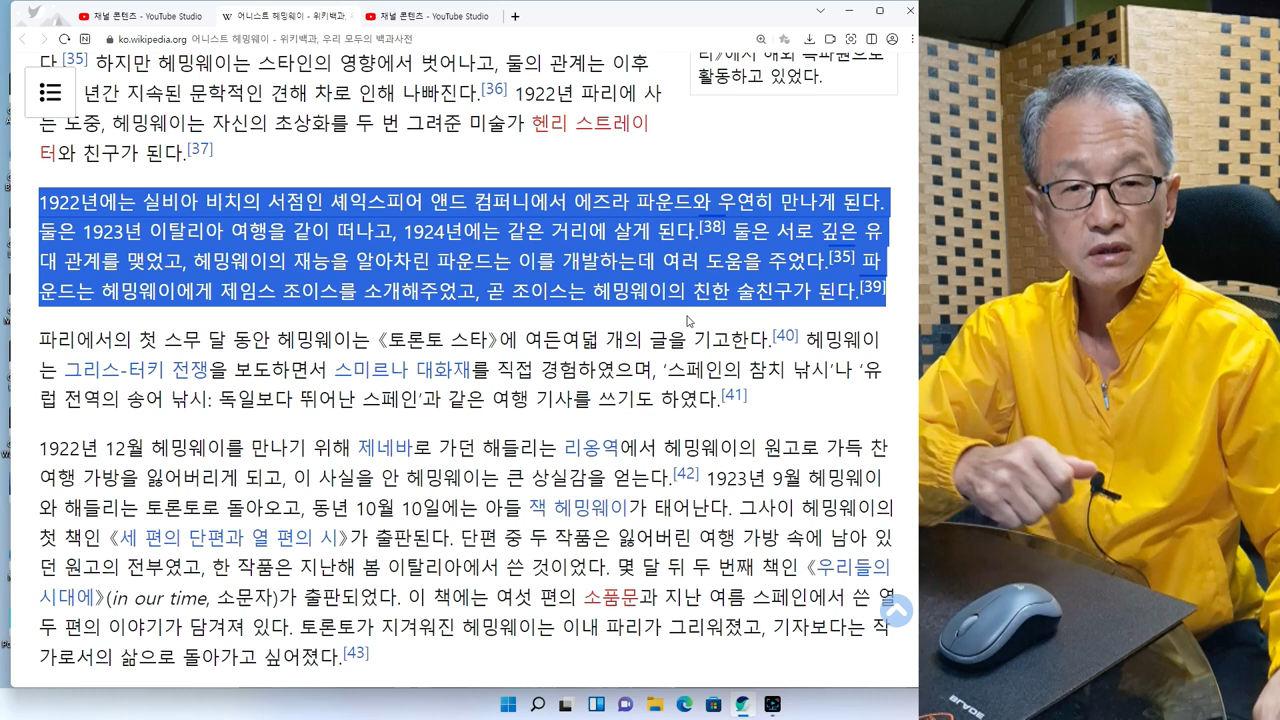 재널 콘텐츠 - YouTube Studio
어니스트 헤밍웨이 - 위키백과,
재널 콘텐츠 - YouTube Studio
ko.wikipedia.org 어니스트 헤밍웨이 - 위키백과, 우리 모두의 백과사전
다.[35] 하지만 헤밍웨이는 스타인의 영향에서 벗어나고, 둘의 관계는 이후
년간 지속된 문학적인 견해 차로 인해 나빠진다.[36] 1922년 파리에 사
는 도중, 헤밍웨이는 자신의 초상화를 두 번 그려준 미술가 헨리 스트레이
터와 친구가 된다.[37]
리》에서 해외 특파원으로
활동하고 있었다.
1922년에는 실비아 비치의 서점인 셰익스피어 앤드 컴퍼니에서 에즈라 파운드와 우연히 만나게 된다.
둘은 1923년 이탈리아 여행을 같이 떠나고, 1924년에는 같은 거리에 살게 된다.[38] 둘은 서로 깊은 유
대 관계를 맺었고, 헤밍웨이의 재능을 알아차린 파운드는 이를 개발하는데 여러 도움을 주었다.[35] 파
운드는 헤밍웨이에게 제임스 조이스를 소개해주었고, 곧 조이스는 헤밍웨이의 친한 술친구가 된다.[39]
파리에서의 첫 스무 달 동안 헤밍웨이는 《토론토 스타》에 여든여덟 개의 글을 기고한다.[40] 헤밍웨이
는 그리스-터키 전쟁을 보도하면서 스미르나 대화재를 직접 경험하였으며, ‘스페인의 참치 낚시’나 ‘유
럽 전역의 송어 낚시: 독일보다 뛰어난 스페인’과 같은 여행 기사를 쓰기도 하였다.[41]
1922년 12월 헤밍웨이를 만나기 위해 제네바로 가던 해들리는 리옹역에서 헤밍웨이의 원고로 가득 찬
여행 가방을 잃어버리게 되고, 이 사실을 안 헤밍웨이는 큰 상실감을 얻는다.[42] 1923년 9월 헤밍웨이
와 해들리는 토론토로 돌아오고, 동년 10월 10일에는 아들 잭 헤밍웨이가 태어난다. 그사이 헤밍웨이의
첫 책인 《세 편의 단편과 열 편의 시》가 출판된다. 단편 중 두 작품은 잃어버린 여행 가방 속에 남아 있
던 원고의 전부였고, 한 작품은 지난해 봄 이탈리아에서 쓴 것이었다. 몇 달 뒤 두 번째 책인 《우리들의
시대에》(in our time, 소문자)가 출판되었다. 이 책에는 여섯 편의 소품문과 지난 여름 스페인에서 쓴 열
두 편의 이야기가 담겨져 있다. 토론토가 지겨워진 헤밍웨이는 이내 파리가 그리워졌고, 기자보다는 작
가로서의 삶으로 돌아가고 싶어졌다.[43]
BLADE